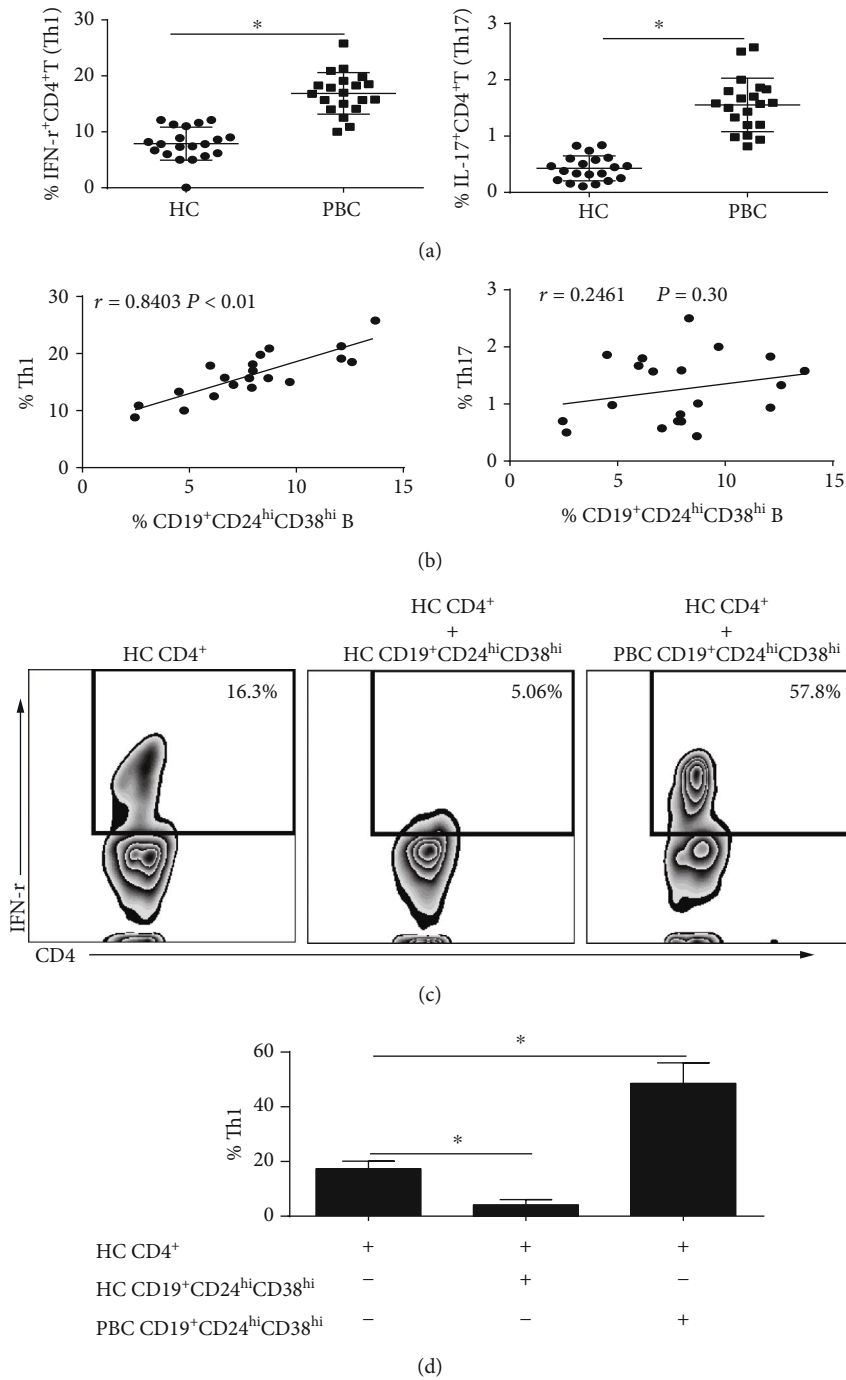 % IFN-r⁺CD4⁺T (Th1)
30
20
10
0
*
HC
PBC
% IL-17⁺CD4⁺T (Th17)
3
2
1
0
*
HC
PBC
(a)
% Th1
30
20
10
0
r = 0.8403 P < 0.01
0
5
10
15
% CD19⁺CD24ʰⁱCD38ʰⁱ B
% Th17
3
2
1
0
r = 0.2461 P = 0.30
0
5
10
15
% CD19⁺CD24ʰⁱCD38ʰⁱ B
(b)
HC CD4⁺
16.3%
HC CD4⁺
+
HC CD19⁺CD24ʰⁱCD38ʰⁱ
5.06%
HC CD4⁺
+
PBC CD19⁺CD24ʰⁱCD38ʰⁱ
57.8%
IFN-r
CD4
(c)
% Th1
60
40
20
0
*
*
HC CD4⁺ + + +
HC CD19⁺CD24ʰⁱCD38ʰⁱ − + −
PBC CD19⁺CD24ʰⁱCD38ʰⁱ − − +
(d)